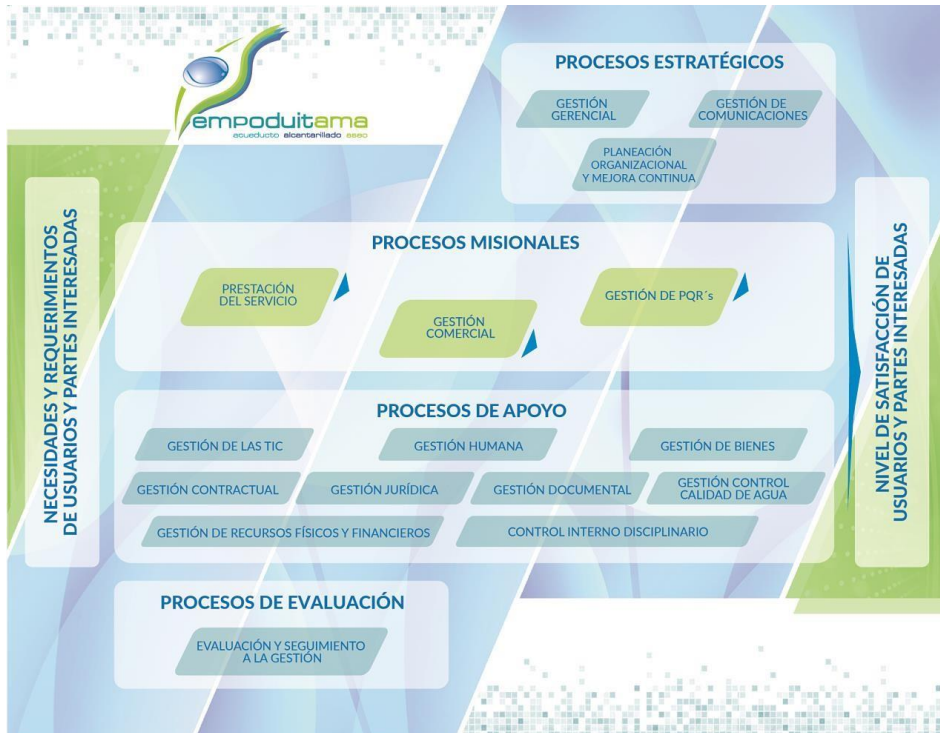 empoduitama
acueducto alcantarillado aseo
PROCESOS ESTRATÉGICOS
GESTIÓN
GERENCIAL
GESTIÓN DE
COMUNICACIONES
PLANEACIÓN
ORGANIZACIONAL
Y MEJORA CONTINUA
NECESIDADES Y REQUERIMIENTOS
DE USUARIOS Y PARTES INTERESADAS
PROCESOS MISIONALES
PRESTACIÓN
DEL SERVICIO
GESTIÓN
COMERCIAL
GESTIÓN DE PQR´s
PROCESOS DE APOYO
GESTIÓN DE LAS TIC
GESTIÓN HUMANA
GESTIÓN DE BIENES
GESTIÓN CONTRACTUAL
GESTIÓN JURÍDICA
GESTIÓN DOCUMENTAL
GESTIÓN CONTROL
CALIDAD DE AGUA
GESTIÓN DE RECURSOS FÍSICOS Y FINANCIEROS
CONTROL INTERNO DISCIPLINARIO
PROCESOS DE EVALUACIÓN
EVALUACIÓN Y SEGUIMIENTO
A LA GESTIÓN
NIVEL DE SATISFACCIÓN DE
USUARIOS Y PARTES INTERESADAS